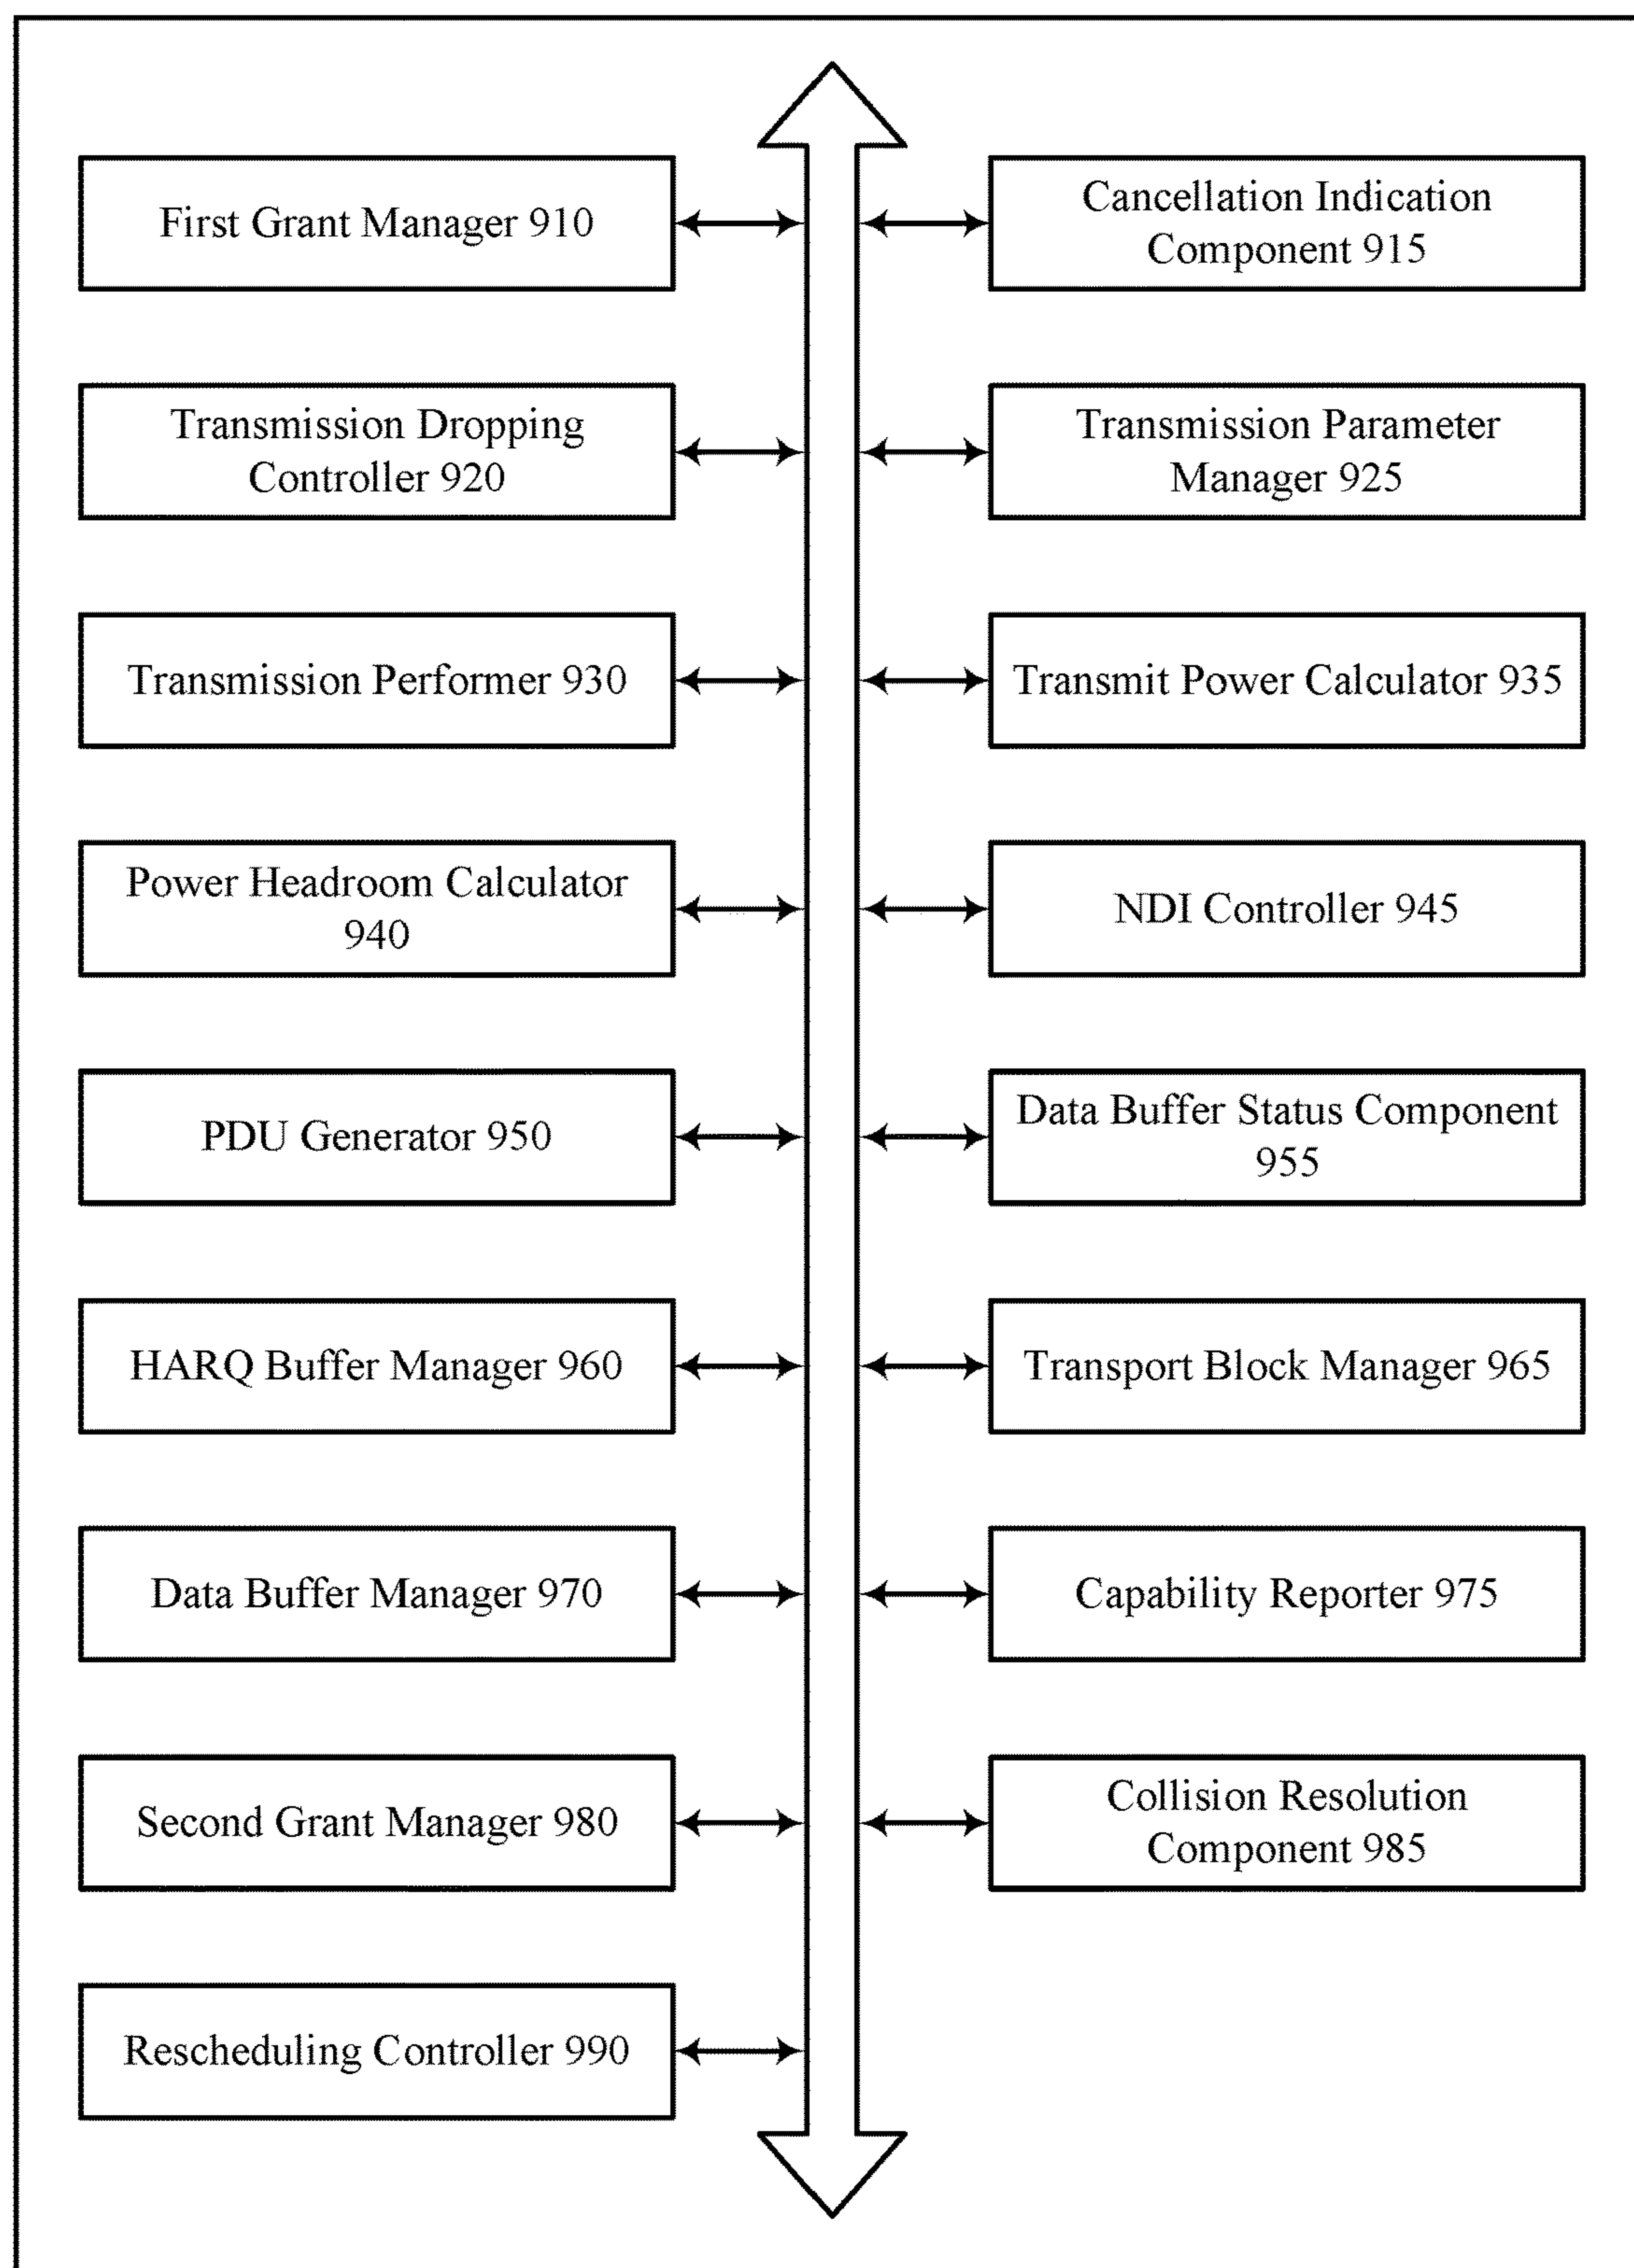 First Grant Manager 910
Cancellation Indication
Component 915
Transmission Dropping
Controller 920
Transmission Parameter
Manager 925
Transmission Performer 930
Transmit Power Calculator 935
Power Headroom Calculator
940
NDI Controller 945
PDU Generator 950
Data Buffer Status Component
955
HARQ Buffer Manager 960
Transport Block Manager 965
Data Buffer Manager 970
Capability Reporter 975
Second Grant Manager 980
Collision Resolution
Component 985
Rescheduling Controller 990